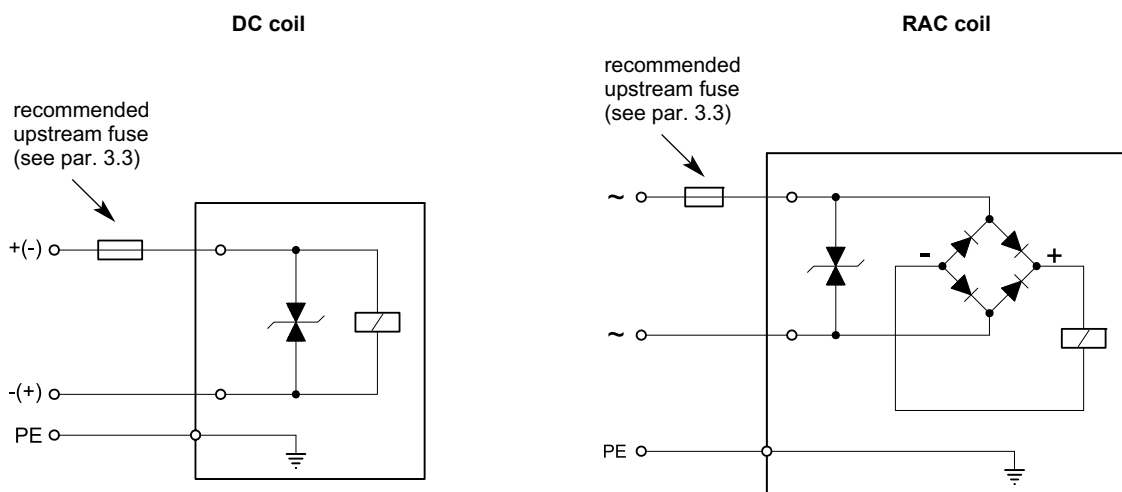 DC coil
recommended
upstream fuse
(see par. 3.3)
+(-)
-(+)
PE
RAC coil
recommended
upstream fuse
(see par. 3.3)
~
- +
~
PE